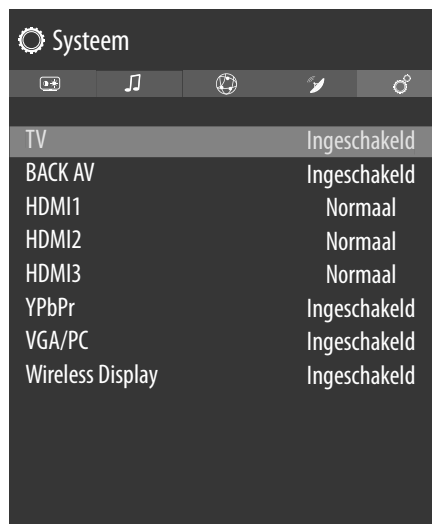 Systeem
TV Ingeschakeld
BACK AV Ingeschakeld
HDMI1 Normaal
HDMI2 Normaal
HDMI3 Normaal
YPbPr Ingeschakeld
VGA/PC Ingeschakeld
Wireless Display Ingeschakeld